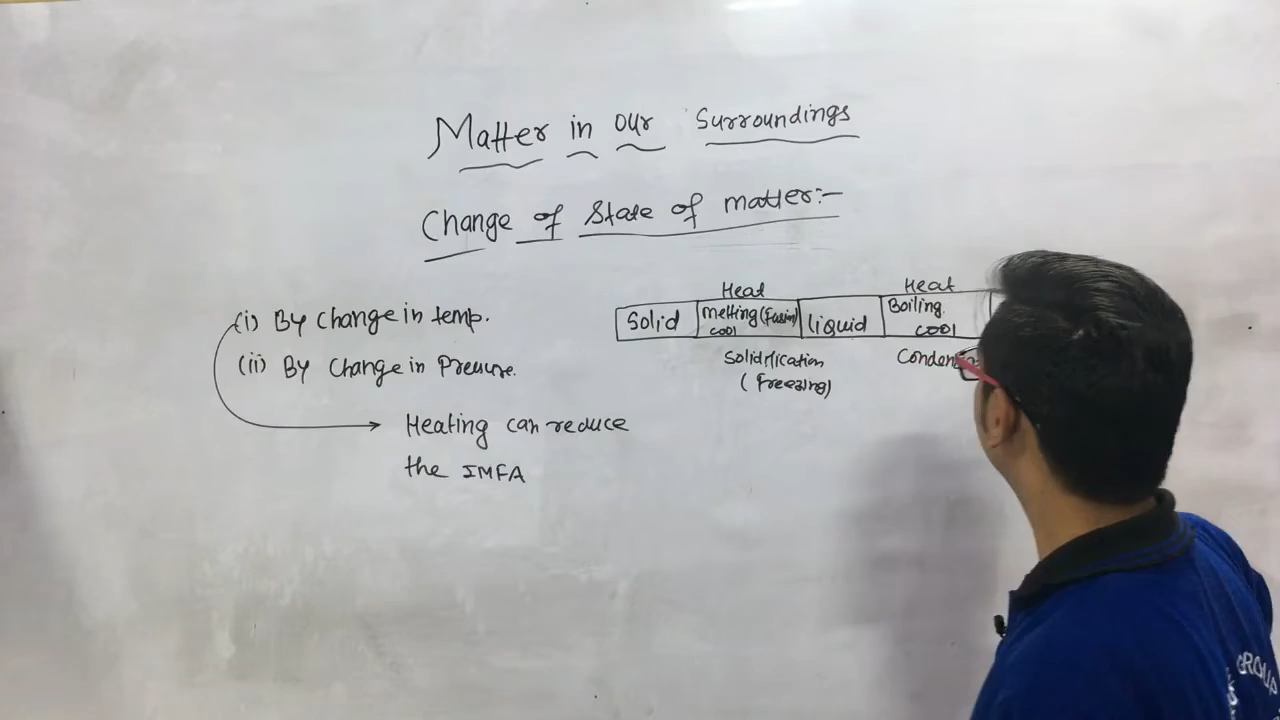 Matter in our Surroundings
Change of State of matter:-
(i) By Change in temp.
(ii) By Change in Pressure.
Heating can reduce
the IMFA
Heat Heat
Solid melting (Fusion) liquid Boiling
cool cool
Solidification
(Freezing)
GROUP